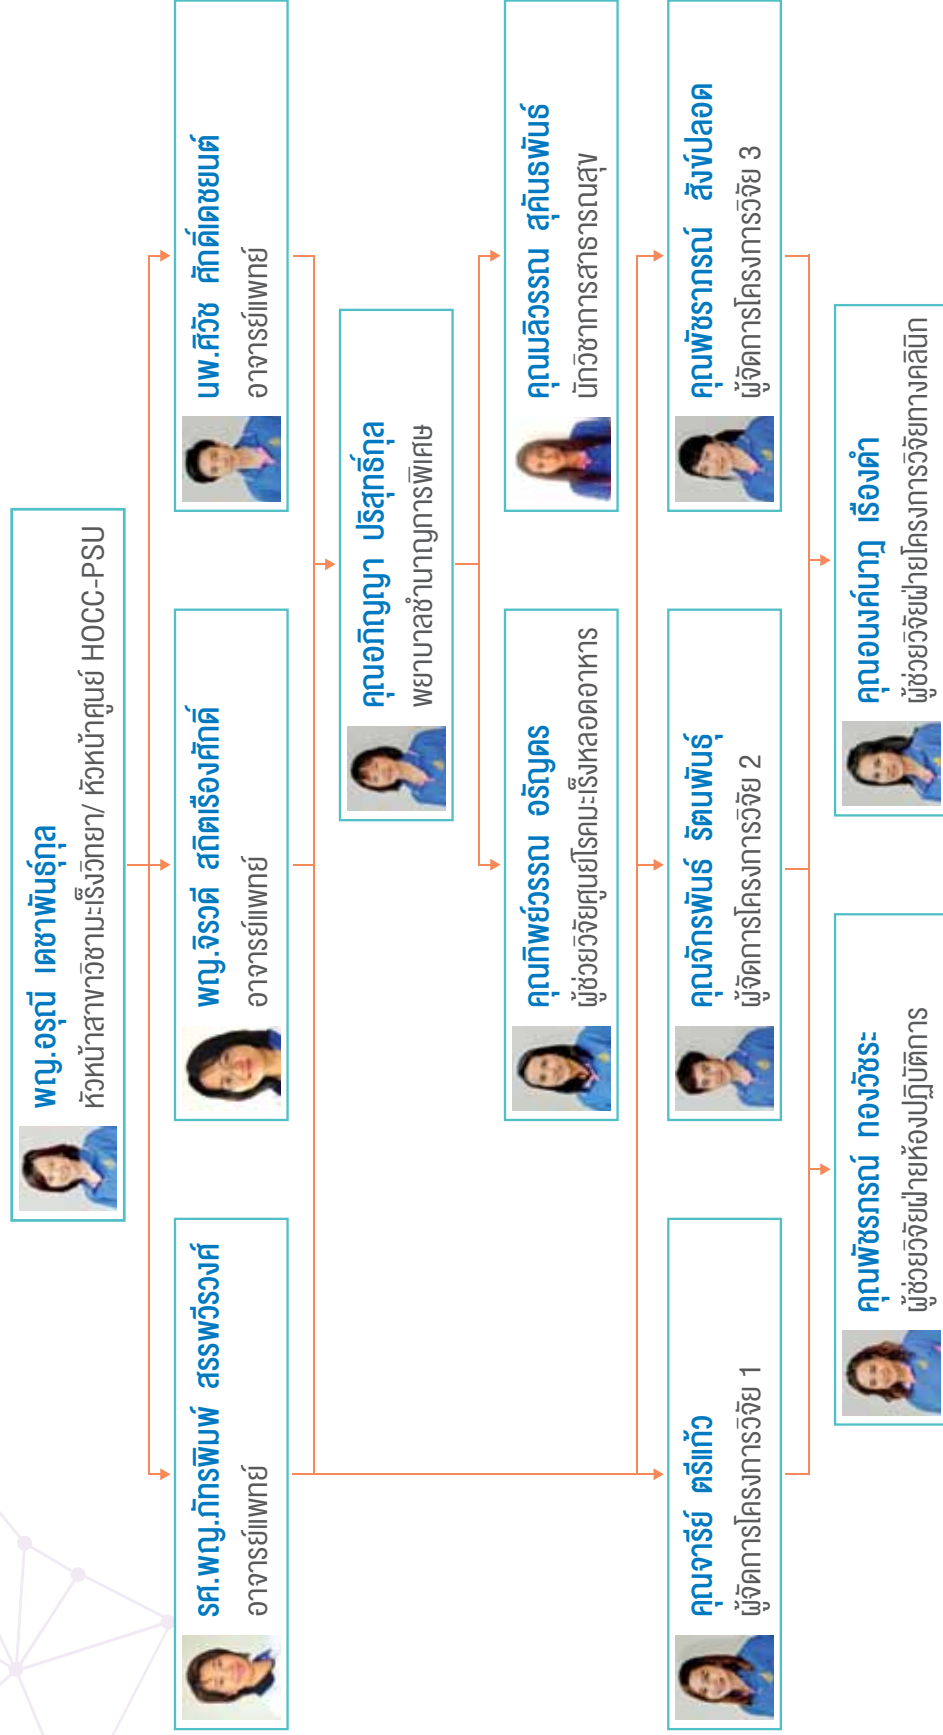 พญ.อรุณี เดชาพันธุ์กุล
หัวหน้าสาขาวิชามะเร็งวิทยา/ หัวหน้าศูนย์ HOCC-PSU
รศ.พญ.ภัทรพิมพ์ สรรพวีรวงศ์
อาจารย์แพทย์
พญ.จิรวดี สถิตเรืองศักดิ์
อาจารย์แพทย์
นพ.ศิวัช ศักดิ์เดชยนต์
อาจารย์แพทย์
คุณอภิญญา ปริสุทธิ์กุล
พยาบาลชำนาญการพิเศษ
คุณทิพย์วรรณ อรัญดร
ผู้ช่วยวิจัยศูนย์โรคมะเร็งหลอดอาหาร
คุณมลิวรรณ สุคันธพันธ์
นักวิชาการสาธารณสุข
คุณจารีย์ ตรีแก้ว
ผู้จัดการโครงการวิจัย 1
คุณจักรพันธ์ รัตนพันธุ์
ผู้จัดการโครงการวิจัย 2
คุณพัชราภรณ์ สังข์ปลอด
ผู้จัดการโครงการวิจัย 3
คุณพัชรภรณ์ ทองวัชระ
ผู้ช่วยวิจัยฝ่ายห้องปฏิบัติการ
คุณอนงค์นาฏ เรืองดำ
ผู้ช่วยวิจัยฝ่ายโครงการวิจัยทางคลินิก